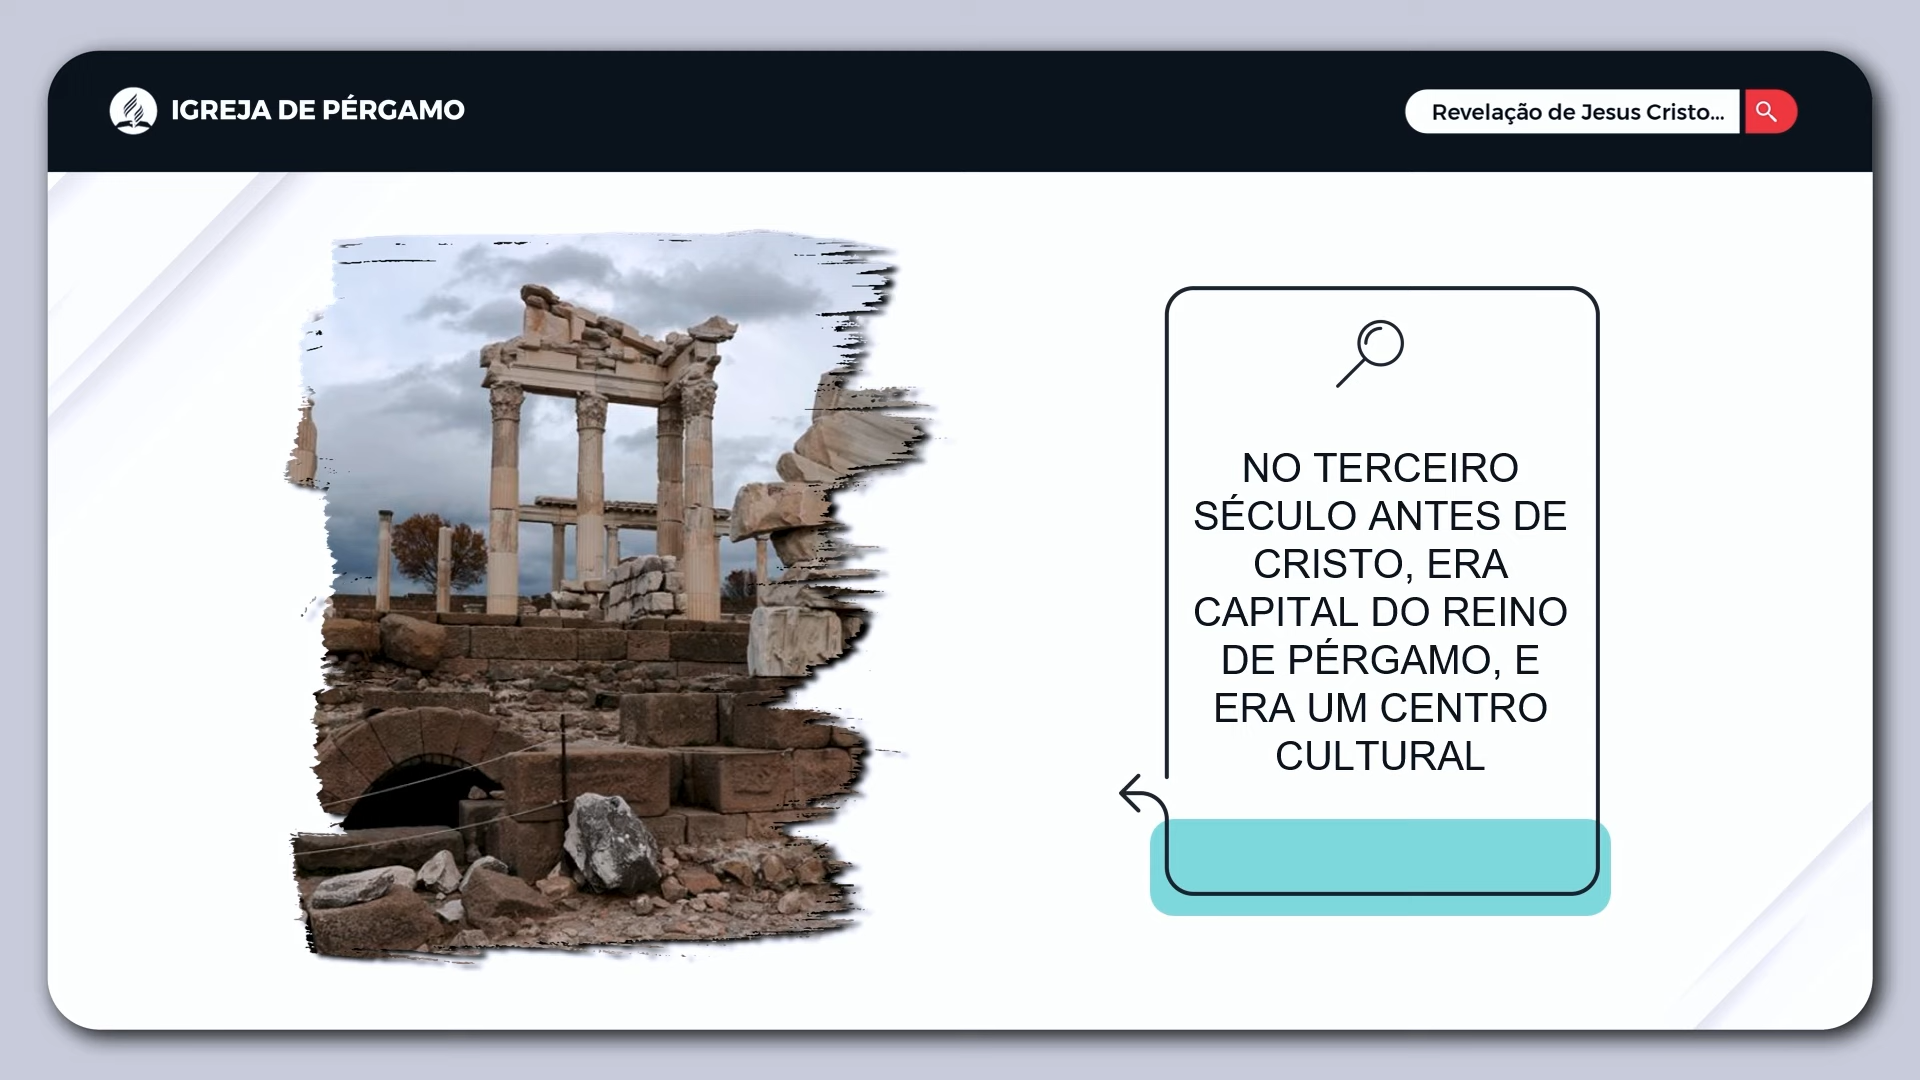 IGREJA DE PÉRGAMO
Revelação de Jesus Cristo...
NO TERCEIRO
SÉCULO ANTES DE
CRISTO, ERA
CAPITAL DO REINO
DE PÉRGAMO, E
ERA UM CENTRO
CULTURAL